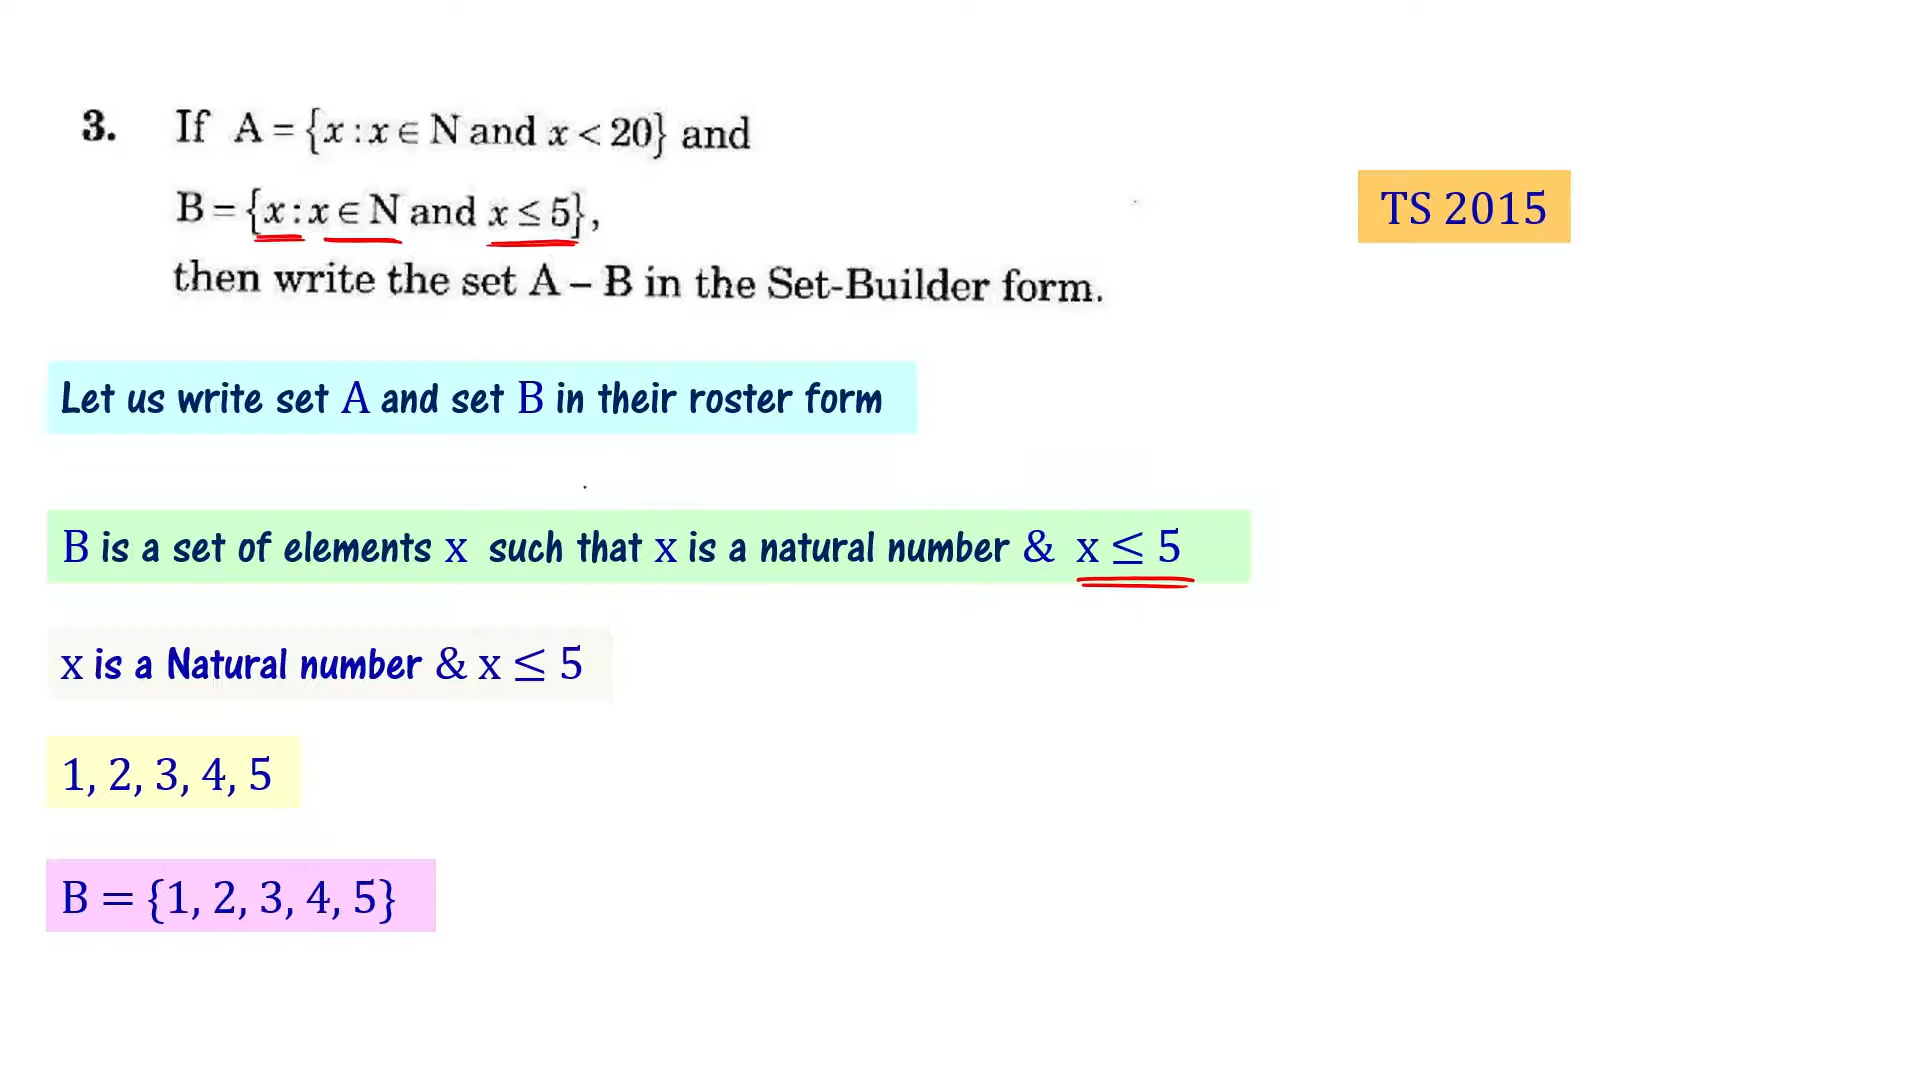 3. If A = {x : x ∈ N and x < 20} and
B = {x : x ∈ N and x ≤ 5},
then write the set A – B in the Set-Builder form.
TS 2015
Let us write set A and set B in their roster form
B is a set of elements x such that x is a natural number & x ≤ 5
x is a Natural number & x ≤ 5
1, 2, 3, 4, 5
B = {1, 2, 3, 4, 5}